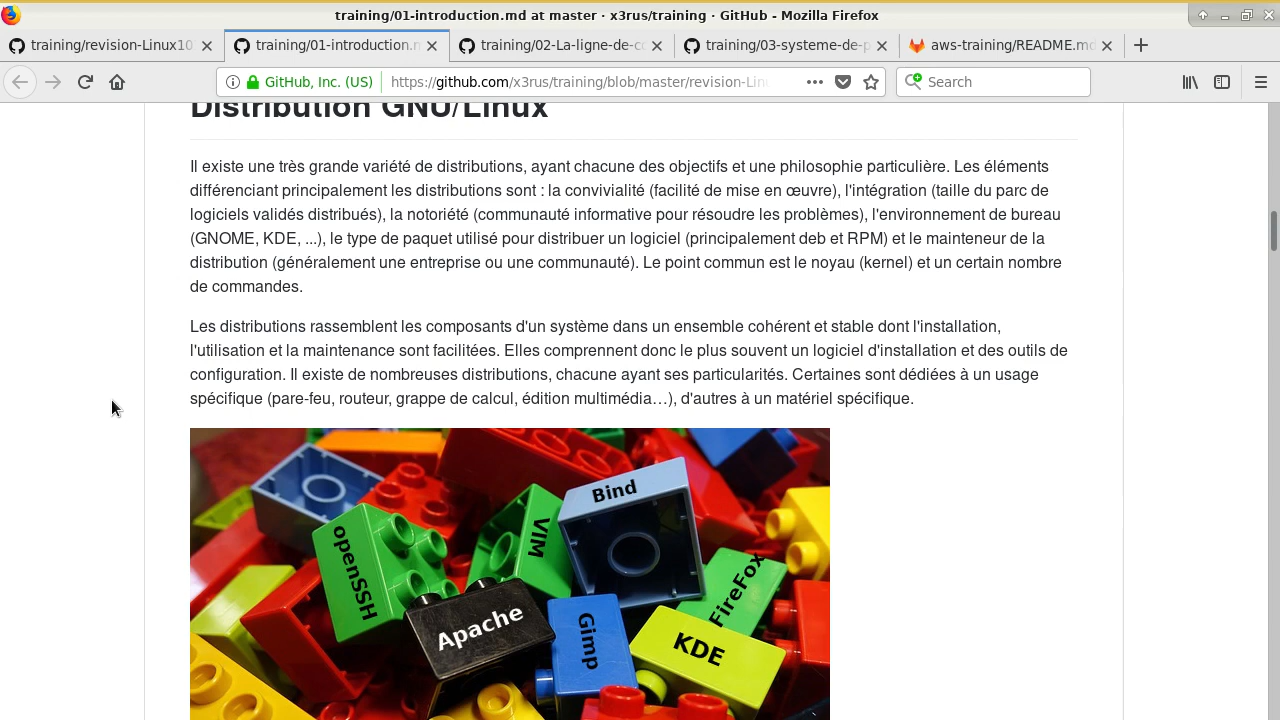 training/01-introduction.md at master · x3rus/training · GitHub - Mozilla Firefox
training/revision-Linux10
training/01-introduction.m
training/02-La-ligne-de-co
training/03-systeme-de-p
aws-training/README.md
GitHub, Inc. (US)
https://github.com/x3rus/training/blob/master/revision-Linu
Search
Distribution GNU/Linux
Il existe une très grande variété de distributions, ayant chacune des objectifs et une philosophie particulière. Les éléments
différenciant principalement les distributions sont : la convivialité (facilité de mise en œuvre), l'intégration (taille du parc de
logiciels validés distribués), la notoriété (communauté informative pour résoudre les problèmes), l'environnement de bureau
(GNOME, KDE, ...), le type de paquet utilisé pour distribuer un logiciel (principalement deb et RPM) et le mainteneur de la
distribution (généralement une entreprise ou une communauté). Le point commun est le noyau (kernel) et un certain nombre
de commandes.
Les distributions rassemblent les composants d'un système dans un ensemble cohérent et stable dont l'installation,
l'utilisation et la maintenance sont facilitées. Elles comprennent donc le plus souvent un logiciel d'installation et des outils de
configuration. Il existe de nombreuses distributions, chacune ayant ses particularités. Certaines sont dédiées à un usage
spécifique (pare-feu, routeur, grappe de calcul, édition multimédia…), d'autres à un matériel spécifique.
Bind
openSSH
VIM
FireFox
Apache
Gimp
KDE